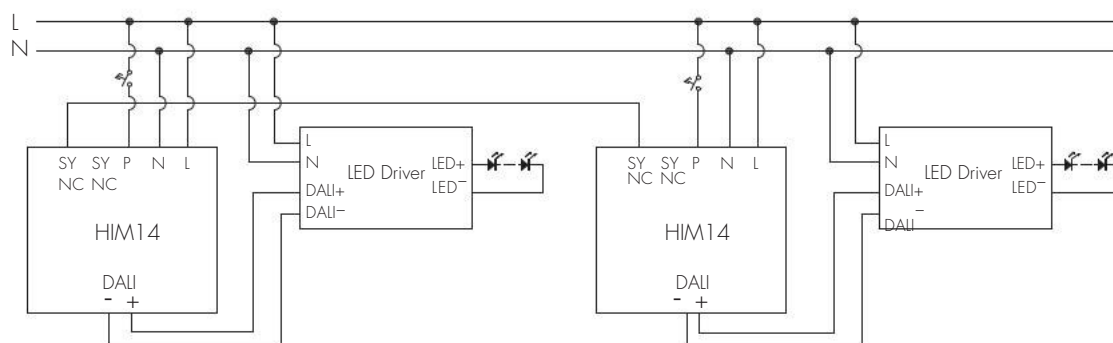 L
N
SY
NC
SY
NC
P
N
L
HIM14
DALI
- +
L
N
DALI+
DALI−
LED Driver
LED+
LED−
SY
NC
SY
NC
P
N
L
HIM14
DALI
- +
L
N
DALI+
−
DALI
LED Driver
LED+
LED−